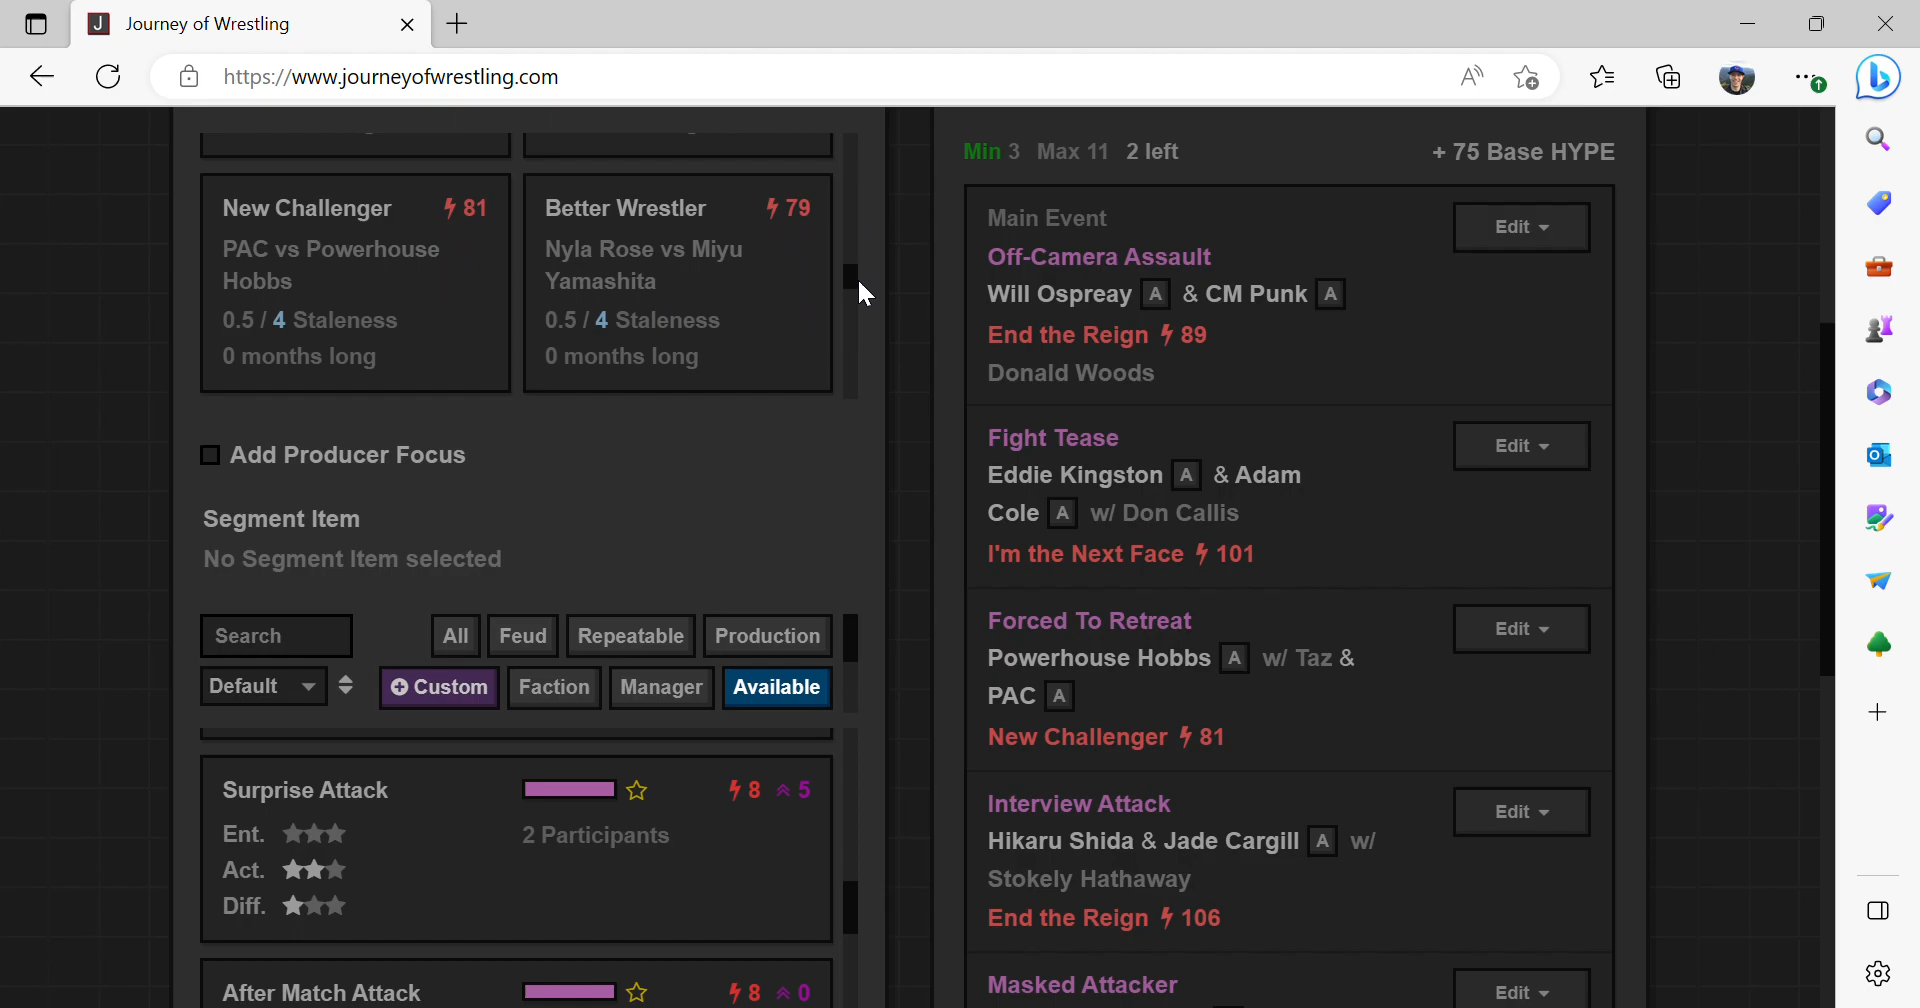 Journey of Wrestling
https://www.journeyofwrestling.com
New Challenger 81
PAC vs Powerhouse
Hobbs
0.5 / 4 Staleness
0 months long
Better Wrestler 79
Nyla Rose vs Miyu
Yamashita
0.5 / 4 Staleness
0 months long
Add Producer Focus
Segment Item
No Segment Item selected
Search All Feud Repeatable Production
Default Custom Faction Manager Available
Surprise Attack 8 5
Ent. 2 Participants
Act.
Diff.
After Match Attack 8 0
Min 3 Max 11 2 left + 75 Base HYPE
Main Event Edit
Off-Camera Assault
Will Ospreay A & CM Punk A
End the Reign 89
Donald Woods
Fight Tease Edit
Eddie Kingston A & Adam
Cole A w/ Don Callis
I'm the Next Face 101
Forced To Retreat Edit
Powerhouse Hobbs A w/ Taz &
PAC A
New Challenger 81
Interview Attack Edit
Hikaru Shida & Jade Cargill A w/
Stokely Hathaway
End the Reign 106
Masked Attacker Edit